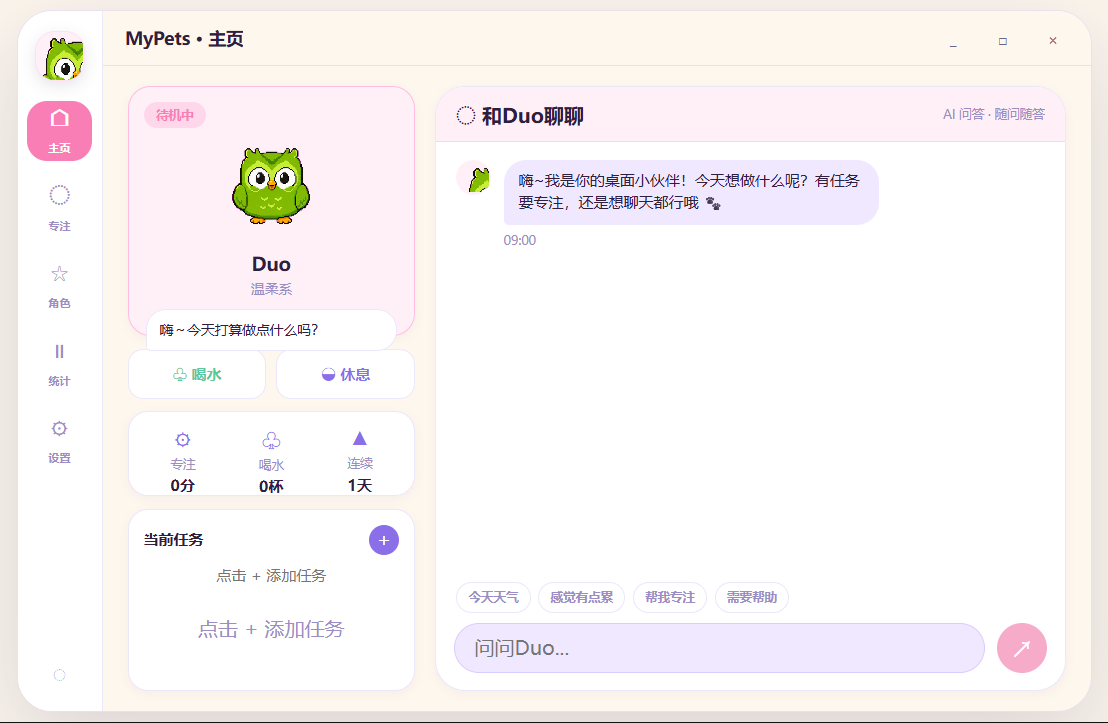 MyPets • 主页
主页
专注
角色
统计
设置
待机中
Duo
温柔系
嗨～今天打算做点什么吗？
喝水
休息
专注
0分
喝水
0杯
连续
1天
当前任务
+
点击 + 添加任务
点击 + 添加任务
和Duo聊聊
AI 问答 · 随问随答
嗨~我是你的桌面小伙伴！今天想做什么呢？有任务
要专注，还是想聊天都行哦 🐾
09:00
今天天气
感觉有点累
帮我专注
需要帮助
问问Duo...